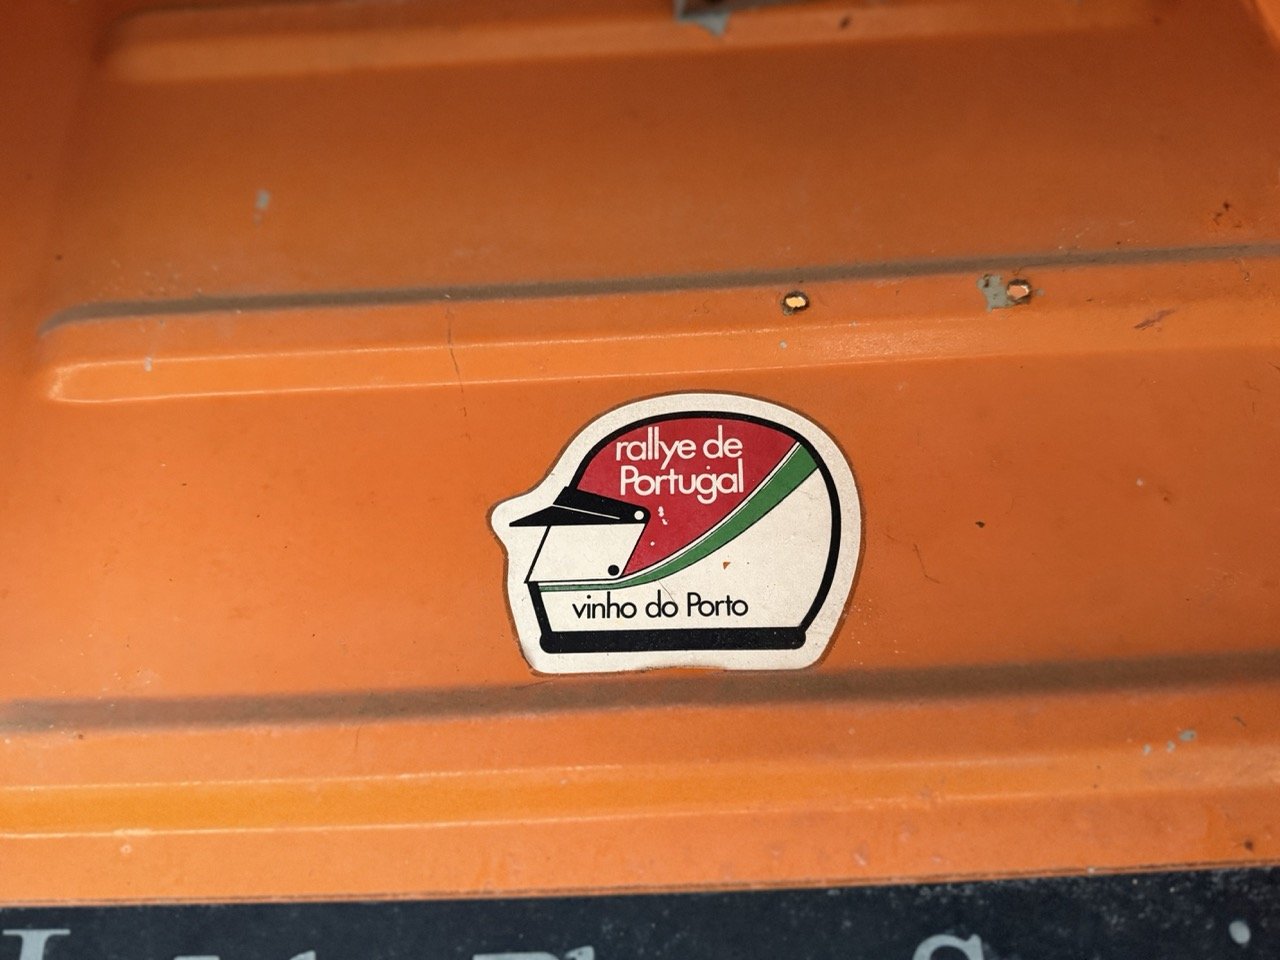 rallye de
Portugal
vinho do Porto